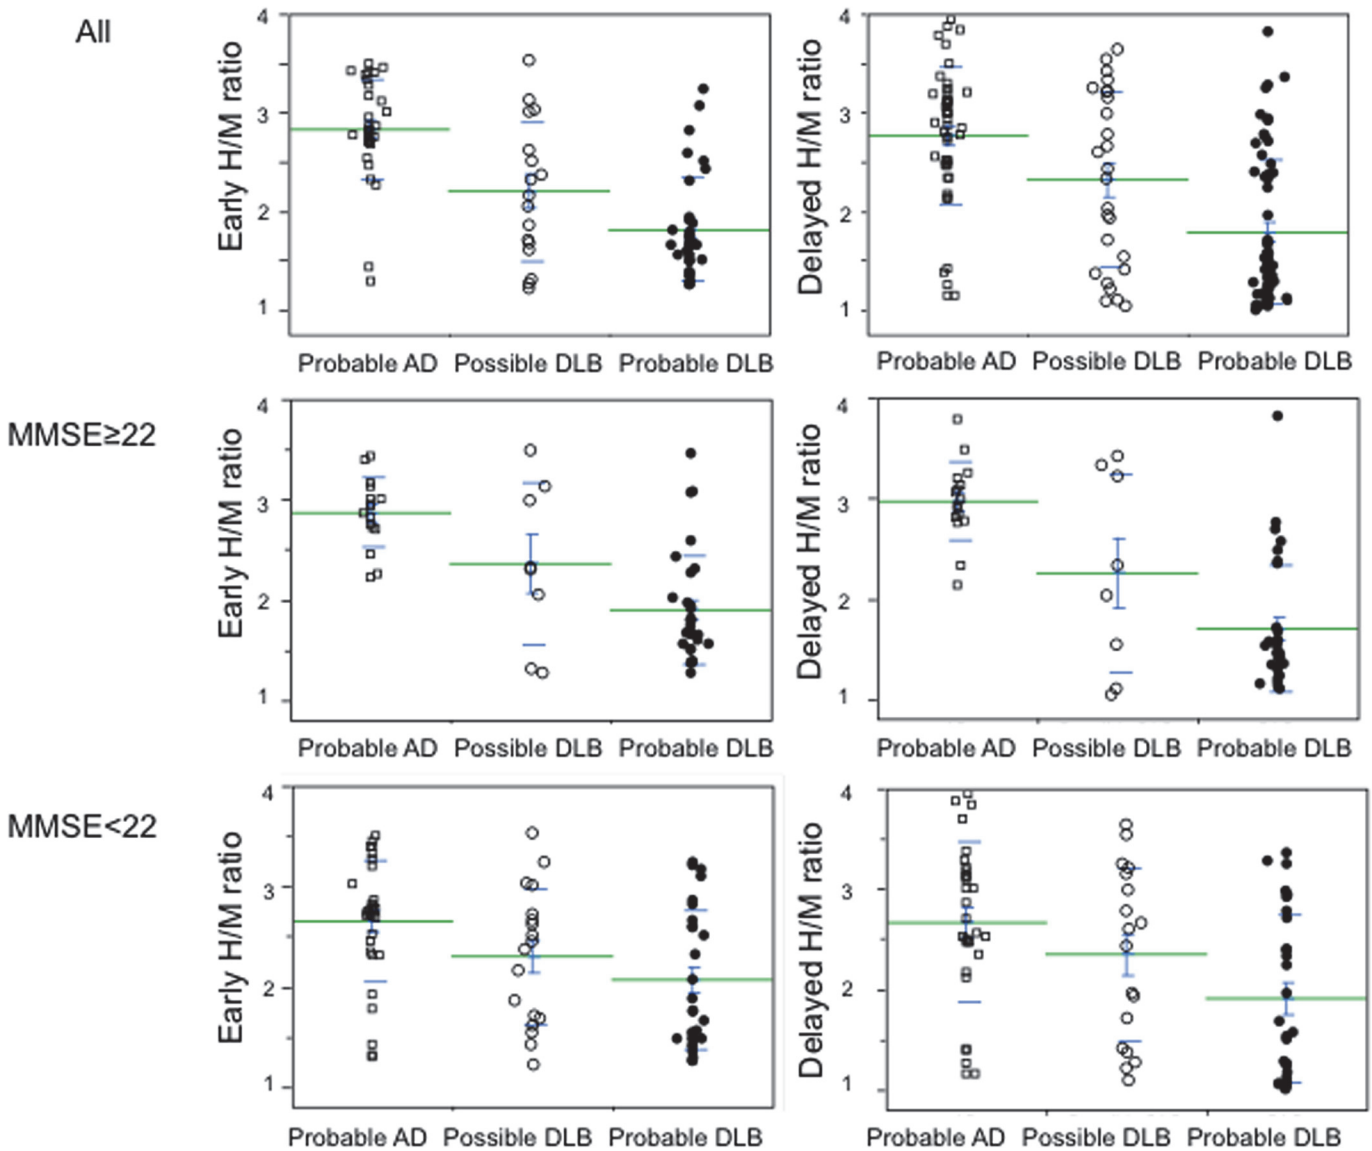 All
Early H/M ratio
4
3
2
1
Probable AD Possible DLB Probable DLB
Delayed H/M ratio
4
3
2
1
Probable AD Possible DLB Probable DLB
MMSE≥22
Early H/M ratio
4
3
2
1
Probable AD Possible DLB Probable DLB
Delayed H/M ratio
4
3
2
1
Probable AD Possible DLB Probable DLB
MMSE<22
Early H/M ratio
4
3
2
1
Probable AD Possible DLB Probable DLB
Delayed H/M ratio
4
3
2
1
Probable AD Possible DLB Probable DLB